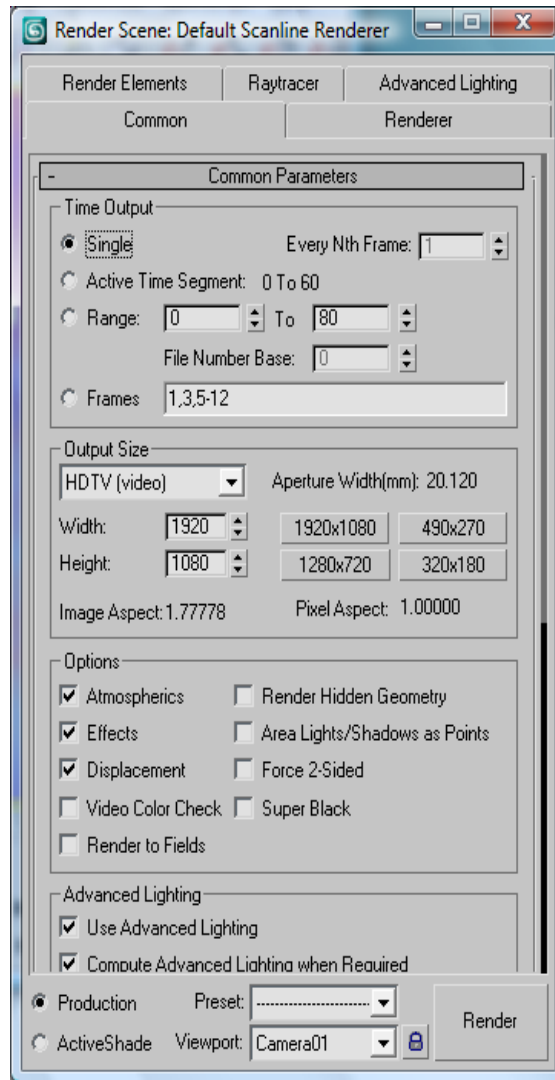 Render Scene: Default Scanline Renderer
Render Elements Raytracer Advanced Lighting
Common Renderer
- Common Parameters
Time Output
Single Every Nth Frame: 1
Active Time Segment: 0 To 60
Range: 0 To 80
File Number Base: 0
Frames 1,3,5-12
Output Size
HDTV (video) Aperture Width(mm): 20.120
Width: 1920 1920x1080 490x270
Height: 1080 1280x720 320x180
Image Aspect: 1.77778 Pixel Aspect: 1.00000
Options
Atmospherics Render Hidden Geometry
Effects Area Lights/Shadows as Points
Displacement Force 2-Sided
Video Color Check Super Black
Render to Fields
Advanced Lighting
Use Advanced Lighting
Compute Advanced Lighting when Required
Production Preset: -----------------------
Render
ActiveShade Viewport: Camera01